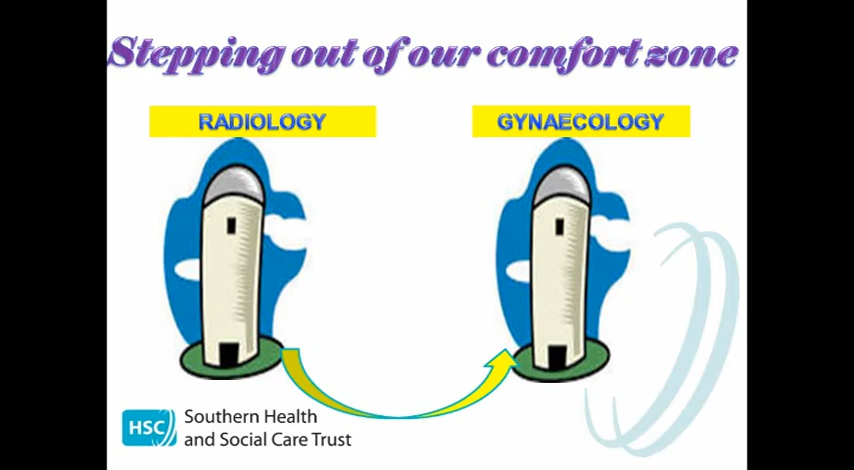 Stepping out of our comfort zone
RADIOLOGY
GYNAECOLOGY
HSC
Southern Health
and Social Care Trust